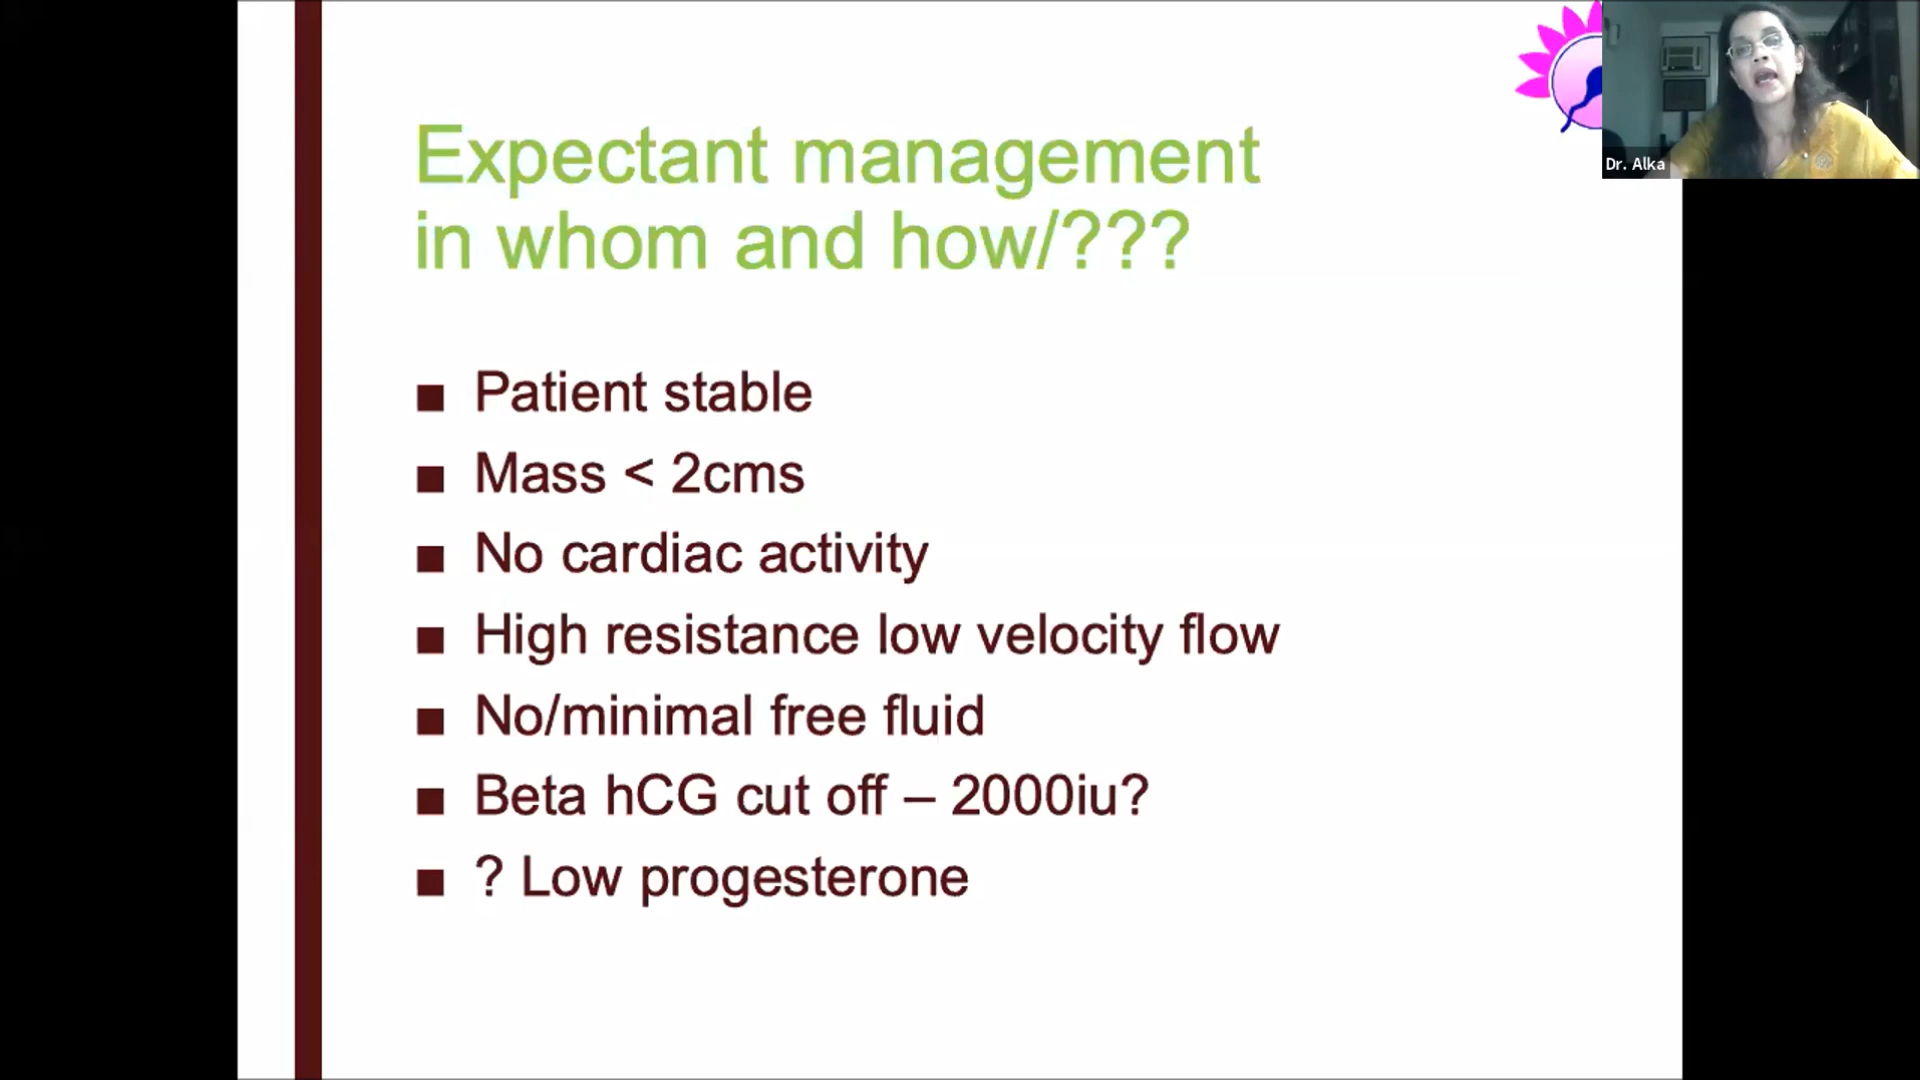 Expectant management
in whom and how/???
■ Patient stable
■ Mass < 2cms
■ No cardiac activity
■ High resistance low velocity flow
■ No/minimal free fluid
■ Beta hCG cut off – 2000iu?
■ ? Low progesterone
Dr. Alka